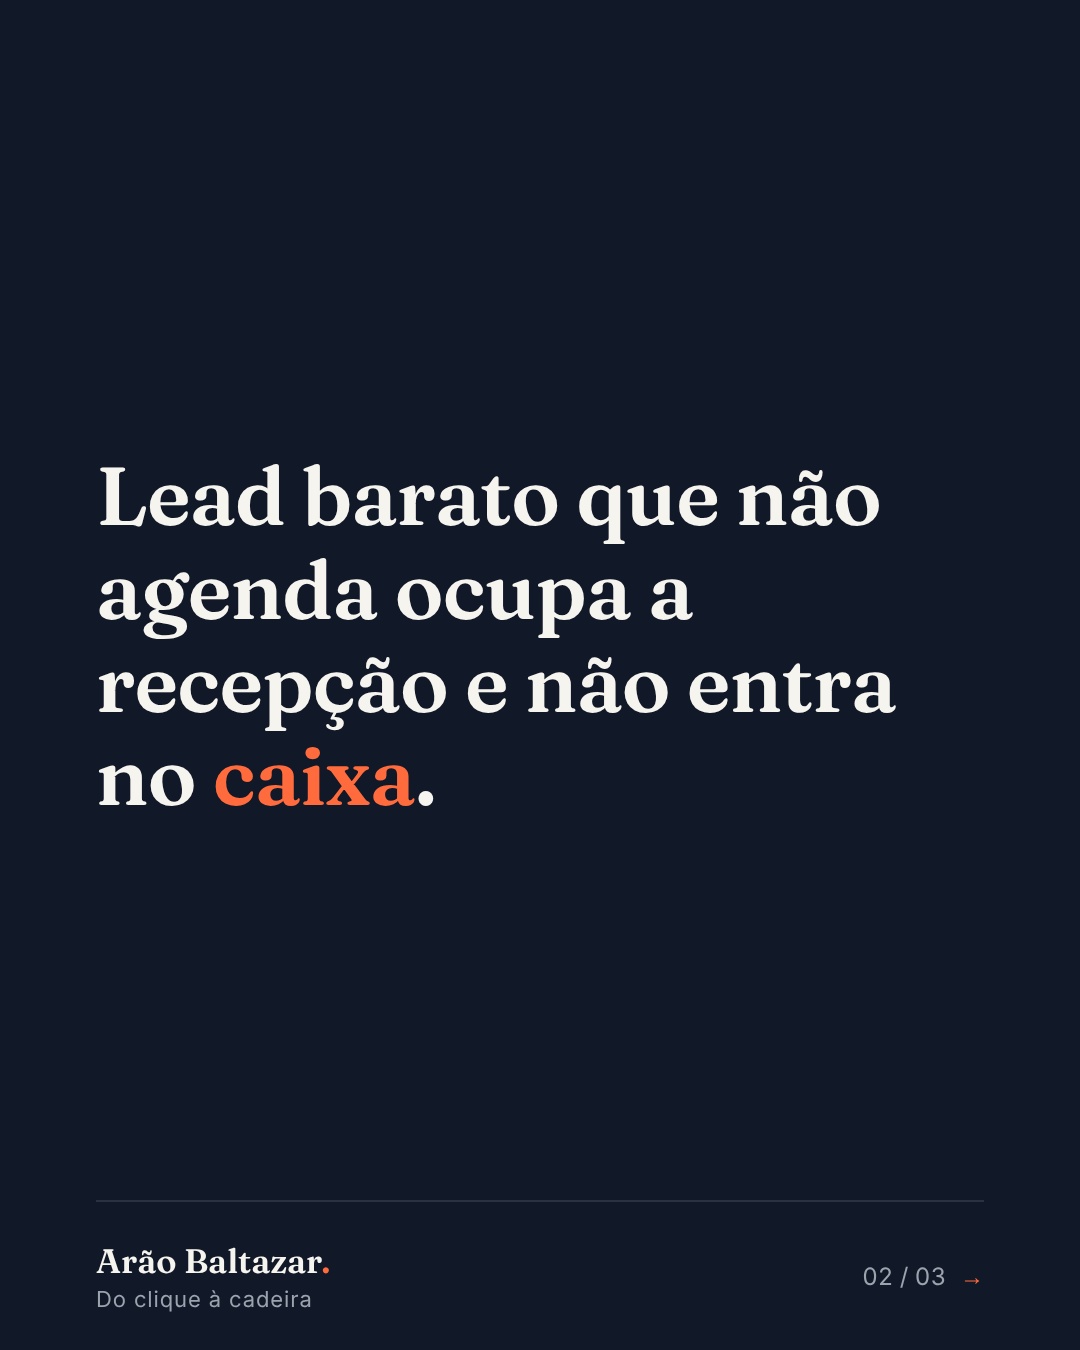 Lead barato que não
agenda ocupa a
recepção e não entra
no caixa.
Arão Baltazar.
Do clique à cadeira
02 / 03 →